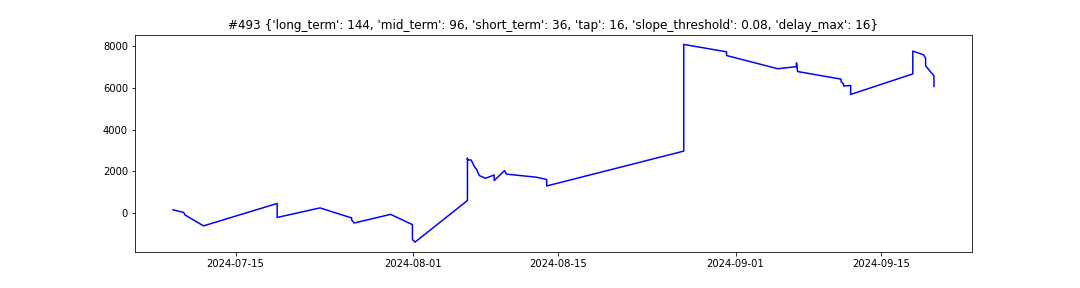 #493 {'long_term': 144, 'mid_term': 96, 'short_term': 36, 'tap': 16, 'slope_threshold': 0.08, 'delay_max': 16}
8000
6000
4000
2000
0
2024-07-15 2024-08-01 2024-08-15 2024-09-01 2024-09-15